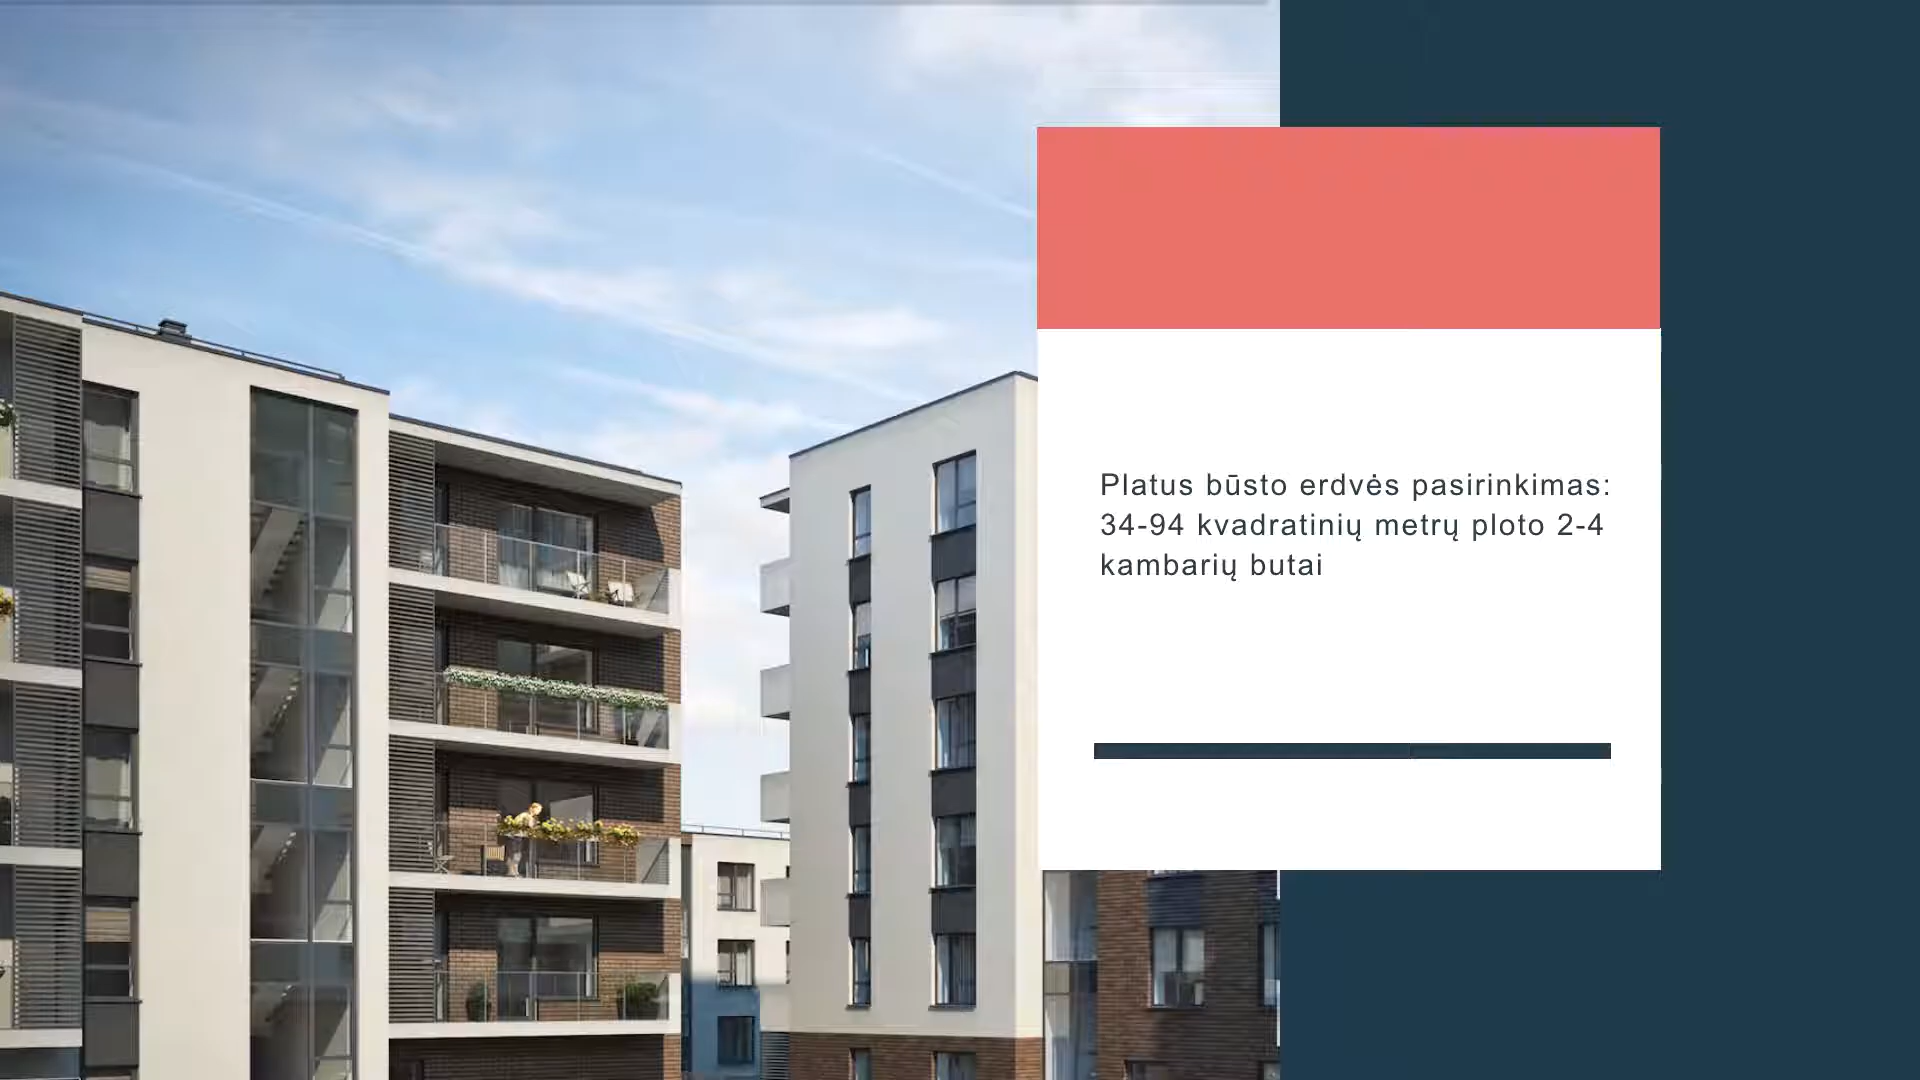 Platus būsto erdvės pasirinkimas:
34-94 kvadratinių metrų ploto 2-4
kambarių butai